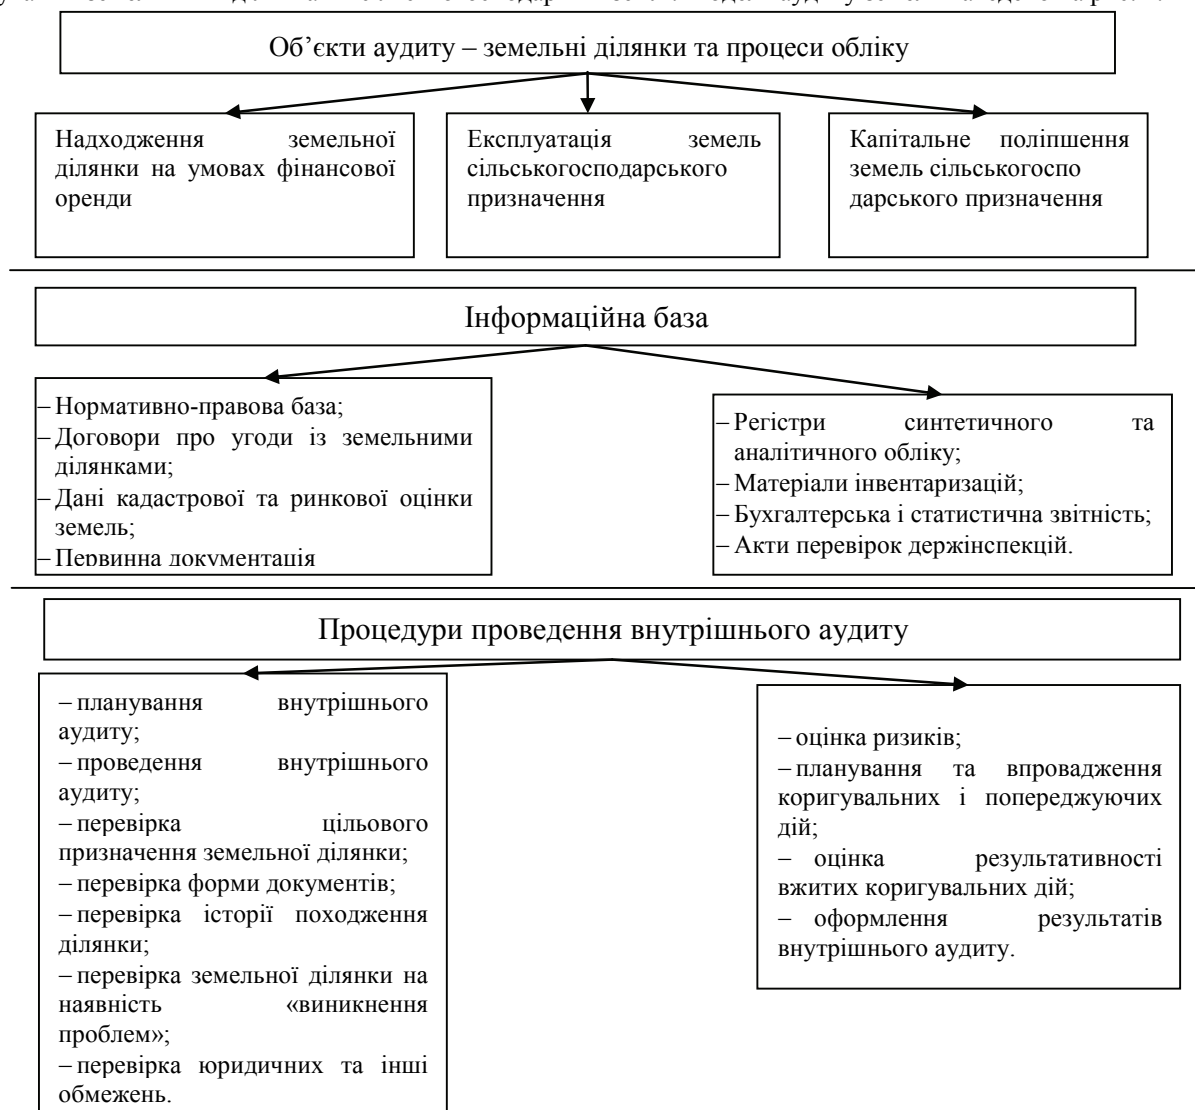 Об’єкти аудиту – земельні ділянки та процеси обліку
Надходження земельної
ділянки на умовах фінансової
оренди
Експлуатація земель
сільськогосподарського
призначення
Капітальне поліпшення
земель сільськогоспо
дарського призначення
Інформаційна база
– Нормативно-правова база;
– Договори про угоди із земельними
ділянками;
– Дані кадастрової та ринкової оцінки
земель;
– Первинна документація
– Регістри синтетичного та
аналітичного обліку;
– Матеріали інвентаризацій;
– Бухгалтерська і статистична звітність;
– Акти перевірок держінспекцій.
Процедури проведення внутрішнього аудиту
– планування внутрішнього
аудиту;
– проведення внутрішнього
аудиту;
– перевірка цільового
призначення земельної ділянки;
– перевірка форми документів;
– перевірка історії походження
ділянки;
– перевірка земельної ділянки на
наявність «виникнення
проблем»;
– перевірка юридичних та інші
обмежень.
– оцінка ризиків;
– планування та впровадження
коригувальних і попереджуючих
дій;
– оцінка результативності
вжитих коригувальних дій;
– оформлення результатів
внутрішнього аудиту.